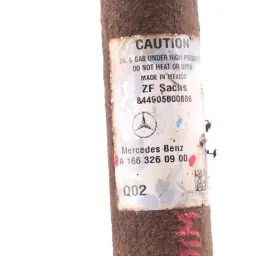 CAUTION
OIL & GAS UNDER HIGH PRESSURE
DO NOT HEAT OR OPEN
MADE IN MEXICO
ZF Sachs
844905000886
Mercedes Benz
A 166 326 09 00
Q02